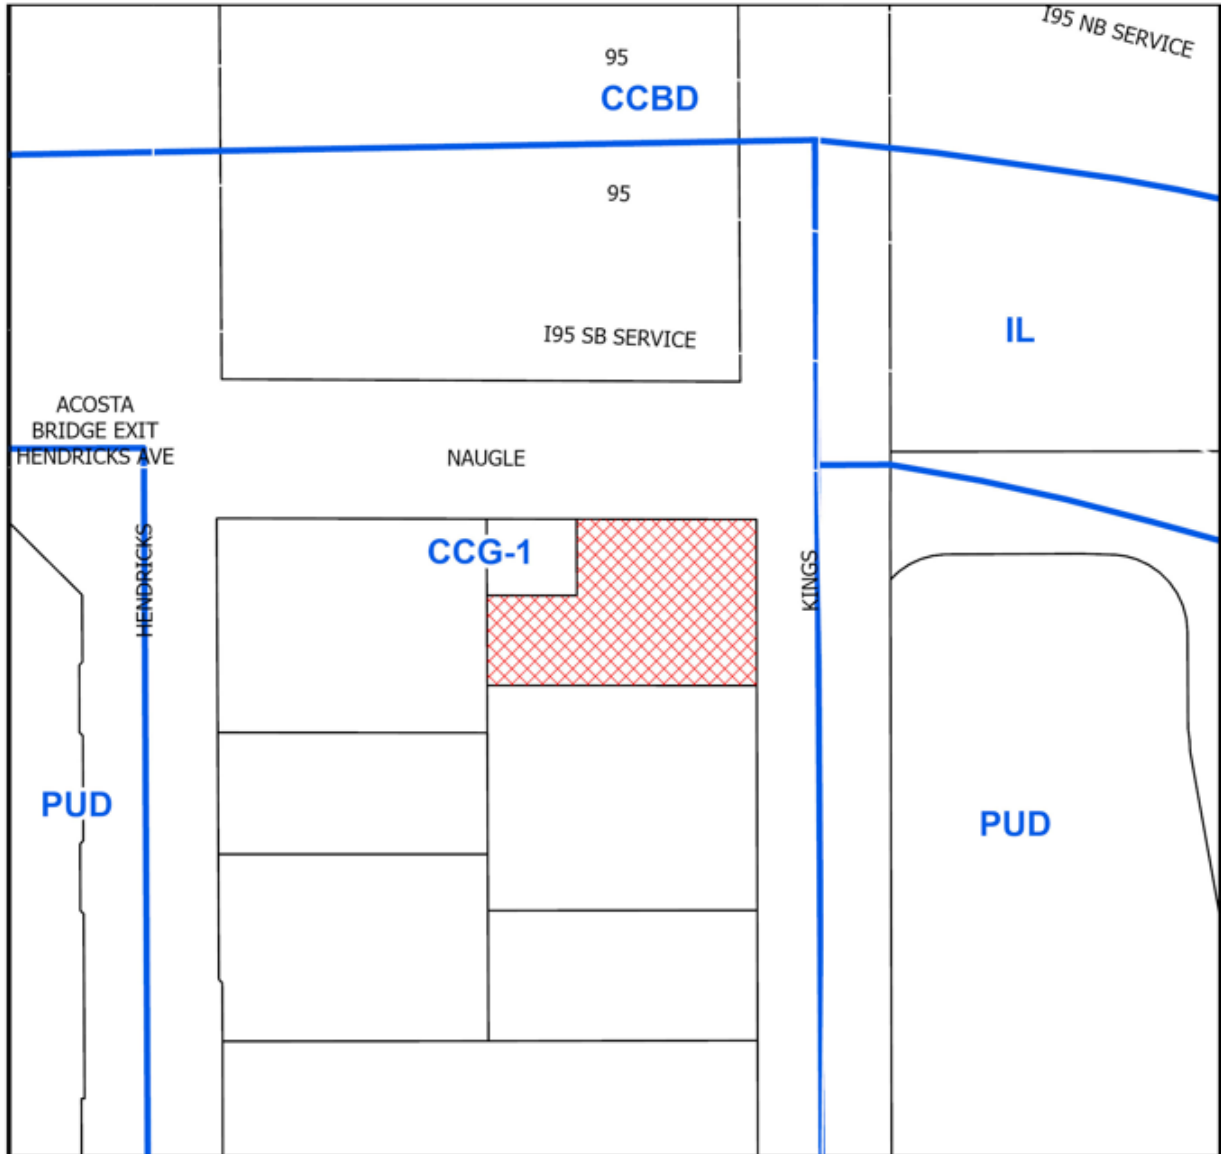 I95 NB SERVICE
95
CCBD
95
IL
I95 SB SERVICE
ACOSTA
BRIDGE EXIT
HENDRICKS AVE
NAUGLE
CCG-1
HENDRICKS
KINGS
PUD
PUD